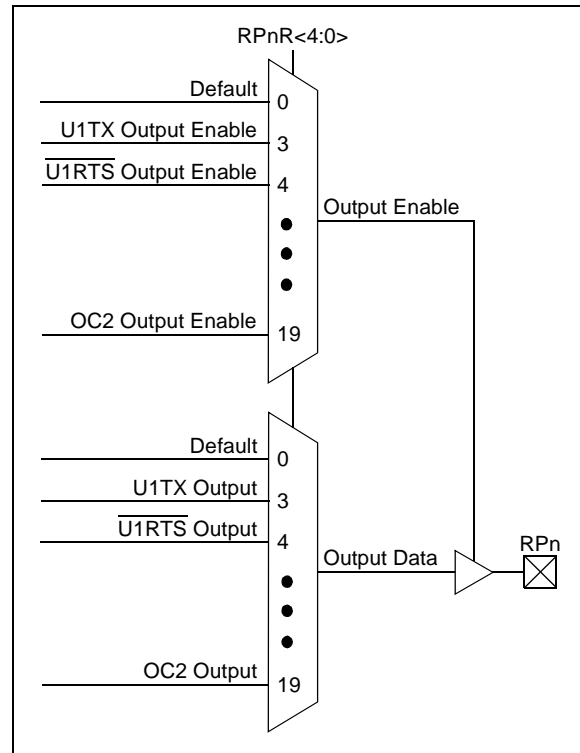 RPnR<4:0>
Default
0
U1TX Output Enable
3
U1RTS Output Enable
4
Output Enable
OC2 Output Enable
19
Default
0
U1TX Output
3
U1RTS Output
4
Output Data
RPn
OC2 Output
19